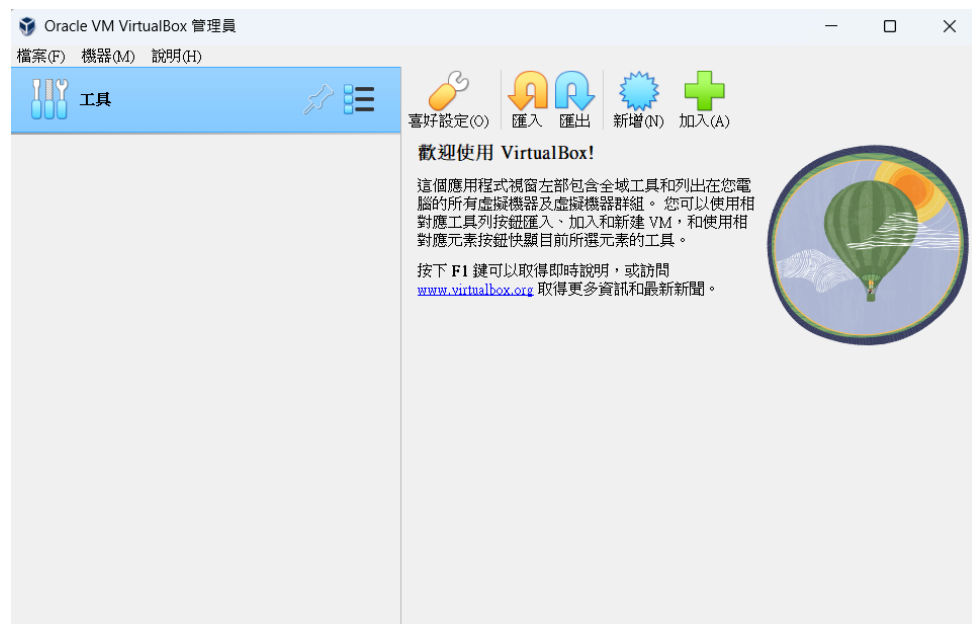 Oracle VM VirtualBox 管理員
檔案(F) 機器(M) 說明(H)
工具
喜好設定(O) 匯入 匯出 新增(N) 加入(A)
歡迎使用 VirtualBox!
這個應用程式視窗左部包含全域工具和列出在您電
腦的所有虛擬機器及虛擬機器群組。 您可以使用相
對應工具列按鈕匯入、加入和新建 VM，和使用相
對應元素按鈕快顯目前所選元素的工具。
按下 F1 鍵可以取得即時說明，或訪問
www.virtualbox.org 取得更多資訊和最新新聞。